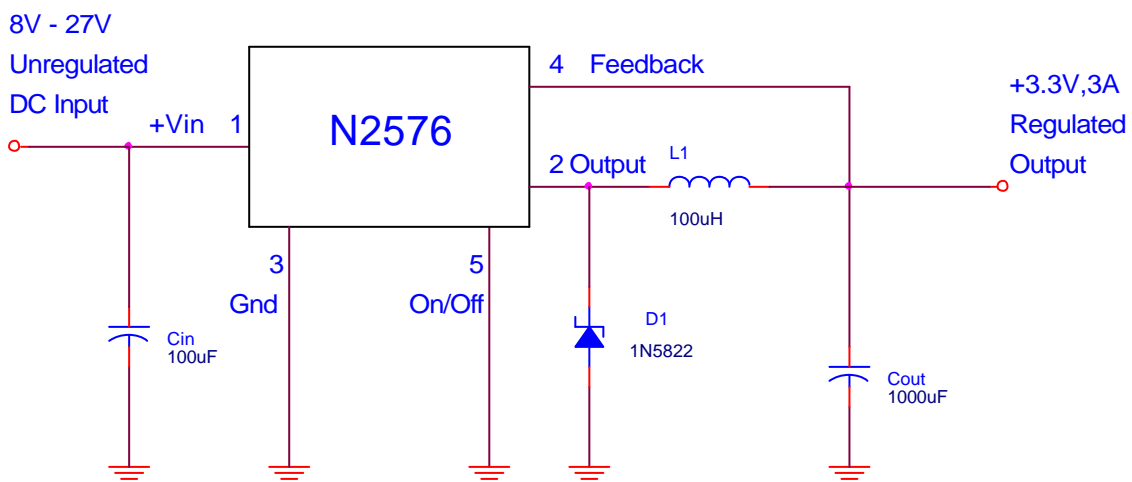 8V - 27V
Unregulated
DC Input
+Vin 1
N2576
4 Feedback
+3.3V,3A
Regulated
Output
2 Output
L1
100uH
3
Gnd
5
On/Off
Cin
100uF
D1
1N5822
Cout
1000uF